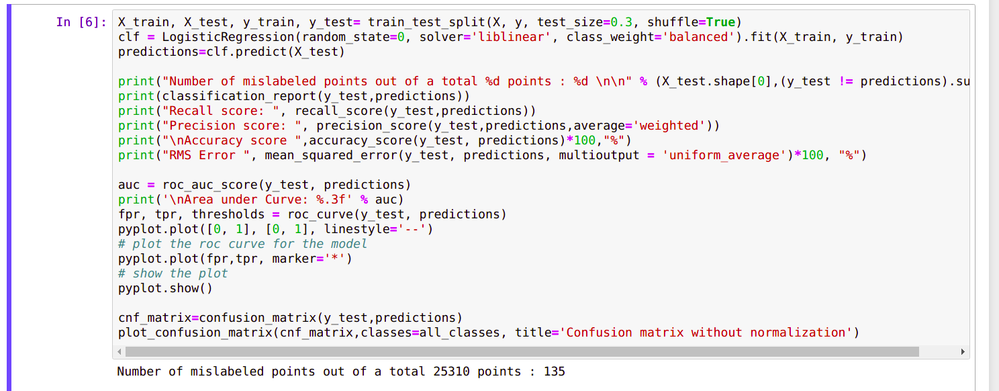 In [6]: X_train, X_test, y_train, y_test= train_test_split(X, y, test_size=0.3, shuffle=True)
clf = LogisticRegression(random_state=0, solver='liblinear', class_weight='balanced').fit(X_train, y_train)
predictions=clf.predict(X_test)

print("Number of mislabeled points out of a total %d points : %d \n\n" % (X_test.shape[0],(y_test != predictions).su
print(classification_report(y_test,predictions))
print("Recall score: ", recall_score(y_test,predictions))
print("Precision score: ", precision_score(y_test,predictions,average='weighted'))
print("\nAccuracy score ",accuracy_score(y_test, predictions)*100,"%")
print("RMS Error ", mean_squared_error(y_test, predictions, multioutput = 'uniform_average')*100, "%")

auc = roc_auc_score(y_test, predictions)
print('\nArea under Curve: %.3f' % auc)
fpr, tpr, thresholds = roc_curve(y_test, predictions)
pyplot.plot([0, 1], [0, 1], linestyle='--')
# plot the roc curve for the model
pyplot.plot(fpr,tpr, marker='*')
# show the plot
pyplot.show()

cnf_matrix=confusion_matrix(y_test,predictions)
plot_confusion_matrix(cnf_matrix,classes=all_classes, title='Confusion matrix without normalization')
Number of mislabeled points out of a total 25310 points : 135